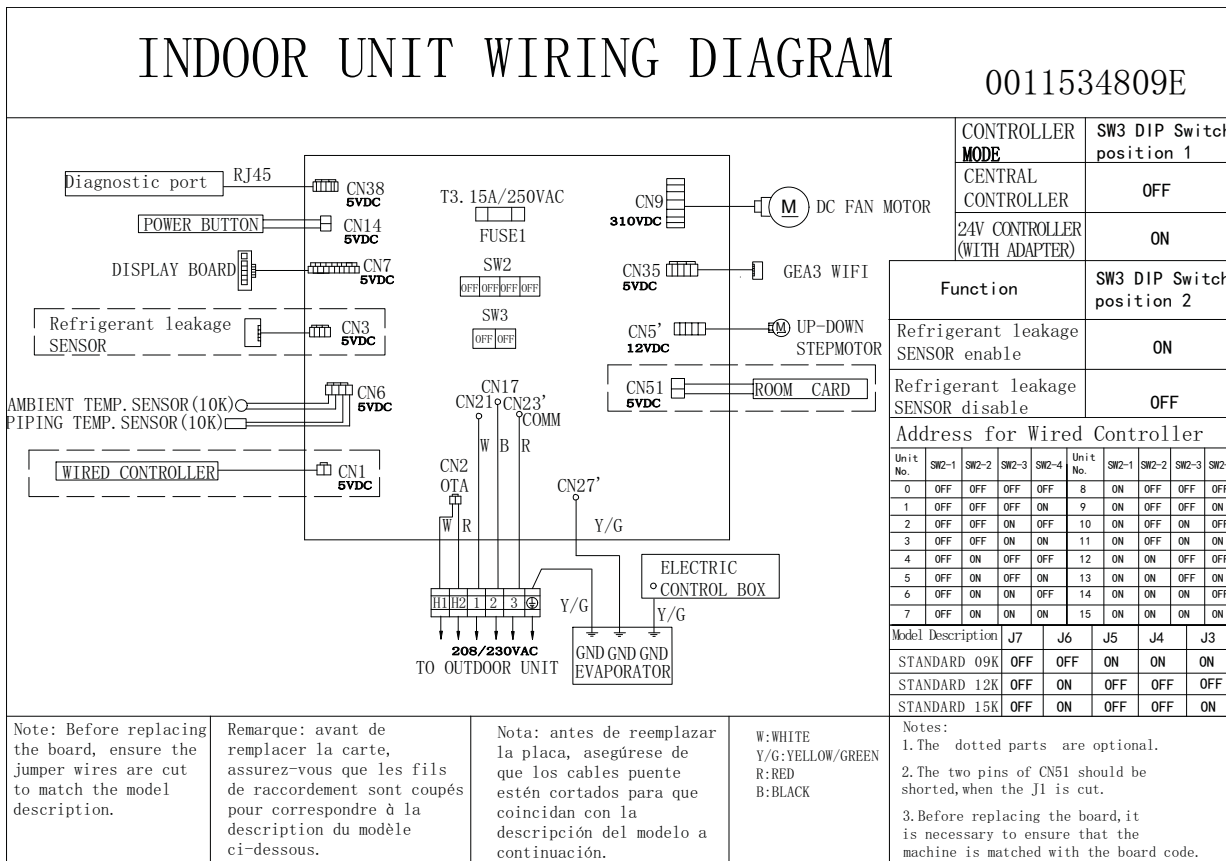 INDOOR UNIT WIRING DIAGRAM
0011534809E
Diagnostic port
RJ45
CN38
5VDC
POWER BUTTON
CN14
5VDC
DISPLAY BOARD
CN7
5VDC
Refrigerant leakage
SENSOR
CN3
5VDC
AMBIENT TEMP.SENSOR(10K)
PIPING TEMP.SENSOR(10K)
CN6
5VDC
WIRED CONTROLLER
CN1
5VDC
T3.15A/250VAC
FUSE1
SW2
OFF OFF OFF OFF
SW3
OFF OFF
CN9
310VDC
M
DC FAN MOTOR
CN35
5VDC
GEA3 WIFI
CN5'
12VDC
M
UP-DOWN
STEPMOTOR
CN51
5VDC
ROOM CARD
CN17
CN21
CN23'
COMM
W B R
CN2
OTA
W R
CN27'
Y/G
H1 H2 1 2 3
208/230VAC
TO OUTDOOR UNIT
Y/G
ELECTRIC
CONTROL BOX
Y/G
GND GND GND
EVAPORATOR
CONTROLLER MODE SW3 DIP Switch position 1
CENTRAL CONTROLLER OFF
24V CONTROLLER (WITH ADAPTER) ON
Function SW3 DIP Switch position 2
Refrigerant leakage SENSOR enable ON
Refrigerant leakage SENSOR disable OFF
Address for Wired Controller
Unit No. SW2-1 SW2-2 SW2-3 SW2-4 Unit No. SW2-1 SW2-2 SW2-3 SW2-
0 OFF OFF OFF OFF 8 ON OFF OFF OFF
1 OFF OFF OFF ON 9 ON OFF OFF ON
2 OFF OFF ON OFF 10 ON OFF ON OFF
3 OFF OFF ON ON 11 ON OFF ON ON
4 OFF ON OFF OFF 12 ON ON OFF OFF
5 OFF ON OFF ON 13 ON ON OFF ON
6 OFF ON ON OFF 14 ON ON ON OFF
7 OFF ON ON ON 15 ON ON ON ON
Model Description J7 J6 J5 J4 J3
STANDARD 09K OFF OFF ON ON ON
STANDARD 12K OFF ON OFF OFF OFF
STANDARD 15K OFF ON OFF OFF ON
Note: Before replacing
the board, ensure the
jumper wires are cut
to match the model
description.
Remarque: avant de
remplacer la carte,
assurez-vous que les fils
de raccordement sont coupés
pour correspondre à la
description du modèle
ci-dessous.
Nota: antes de reemplazar
la placa, asegúrese de
que los cables puente
estén cortados para que
coincidan con la
descripción del modelo a
continuación.
W:WHITE
Y/G:YELLOW/GREEN
R:RED
B:BLACK
Notes:
1.The dotted parts are optional.
2.The two pins of CN51 should be
shorted,when the J1 is cut.
3.Before replacing the board,it
is necessary to ensure that the
machine is matched with the board code.